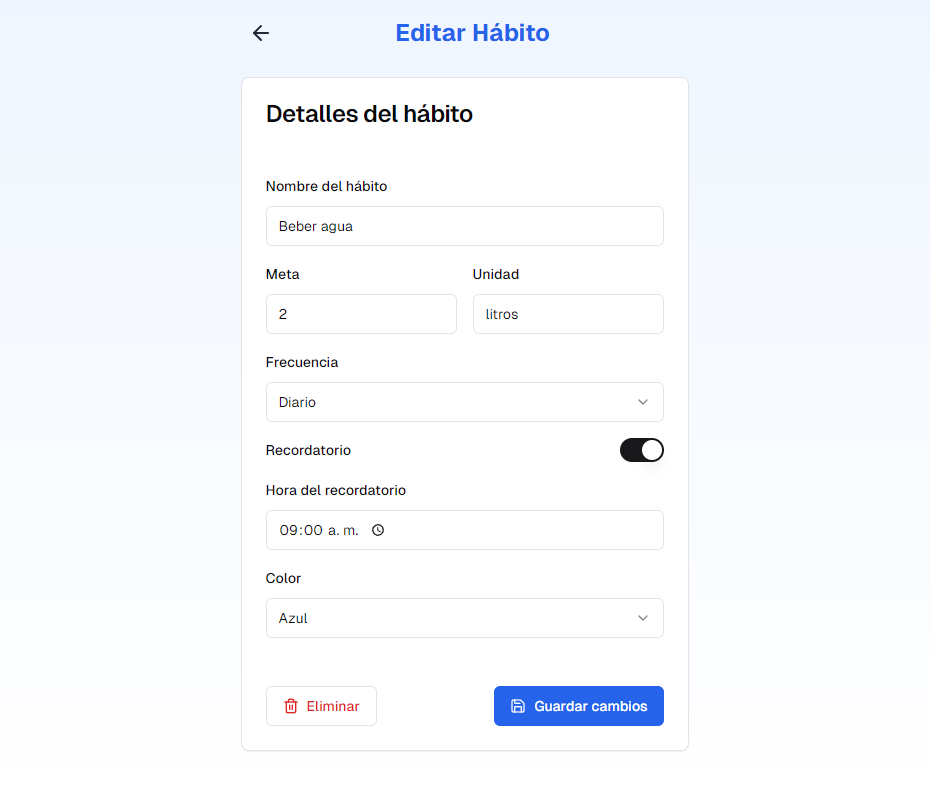 Editar Hábito
Detalles del hábito
Nombre del hábito
Beber agua
Meta
Unidad
2
litros
Frecuencia
Diario
Recordatorio
Hora del recordatorio
09:00 a. m.
Color
Azul
Eliminar
Guardar cambios